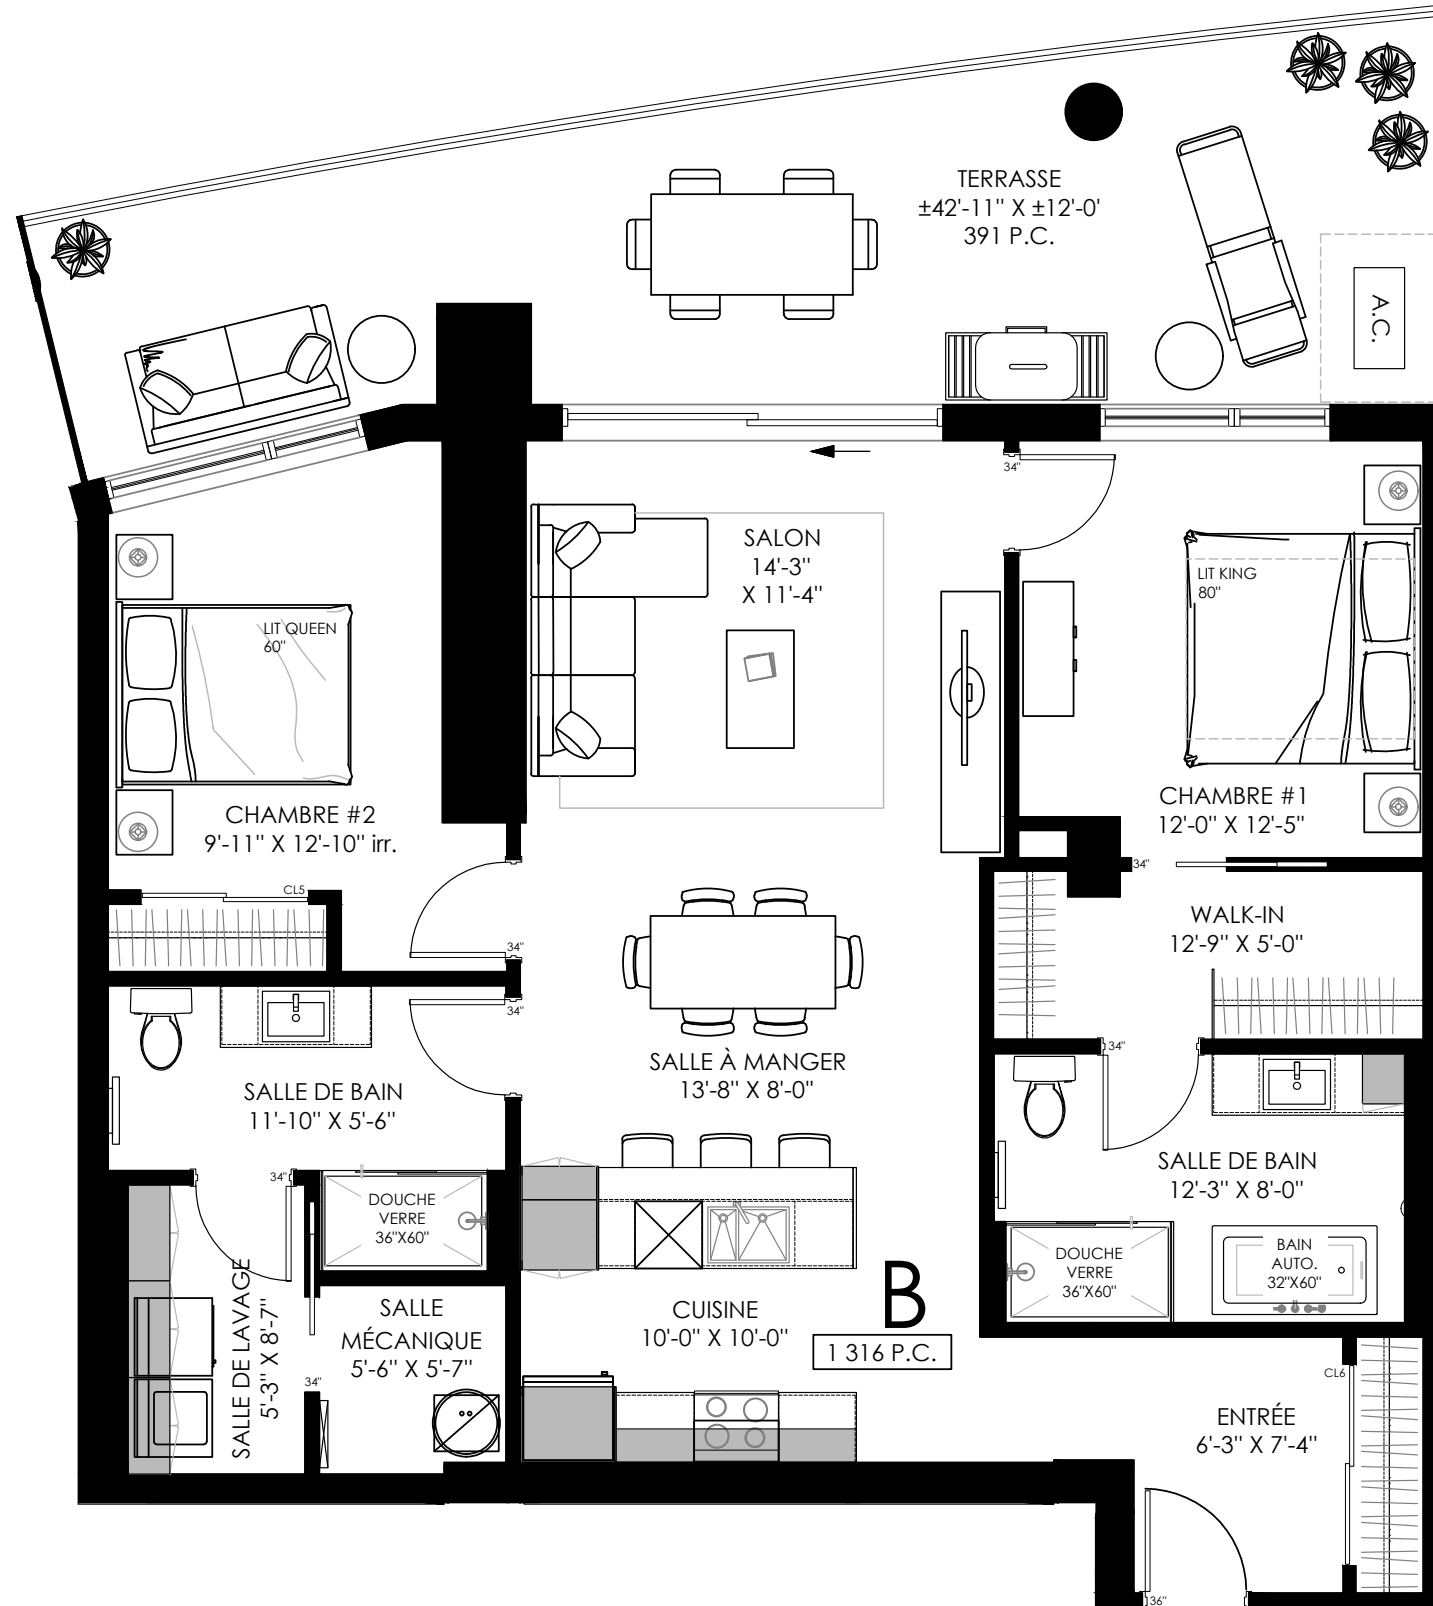 TERRASSE
±42'-11" X ±12'-0'
391 P.C.
A.C.
34"
SALON
14'-3"
X 11'-4"
LIT KING
80"
LIT QUEEN
60"
CHAMBRE #2
9'-11" X 12'-10" irr.
CHAMBRE #1
12'-0" X 12'-5"
34"
CL5
34"
WALK-IN
12'-9" X 5'-0"
34"
34"
SALLE À MANGER
13'-8" X 8'-0"
SALLE DE BAIN
11'-10" X 5'-6"
SALLE DE BAIN
12'-3" X 8'-0"
34"
DOUCHE
VERRE
36"X60"
DOUCHE
VERRE
36"X60"
BAIN
AUTO.
32"X60"
SALLE DE LAVAGE
5'-3" X 8'-7"
SALLE
MÉCANIQUE
5'-6" X 5'-7"
34"
CUISINE
10'-0" X 10'-0"
B
1 316 P.C.
CL6
ENTRÉE
6'-3" X 7'-4"
36"